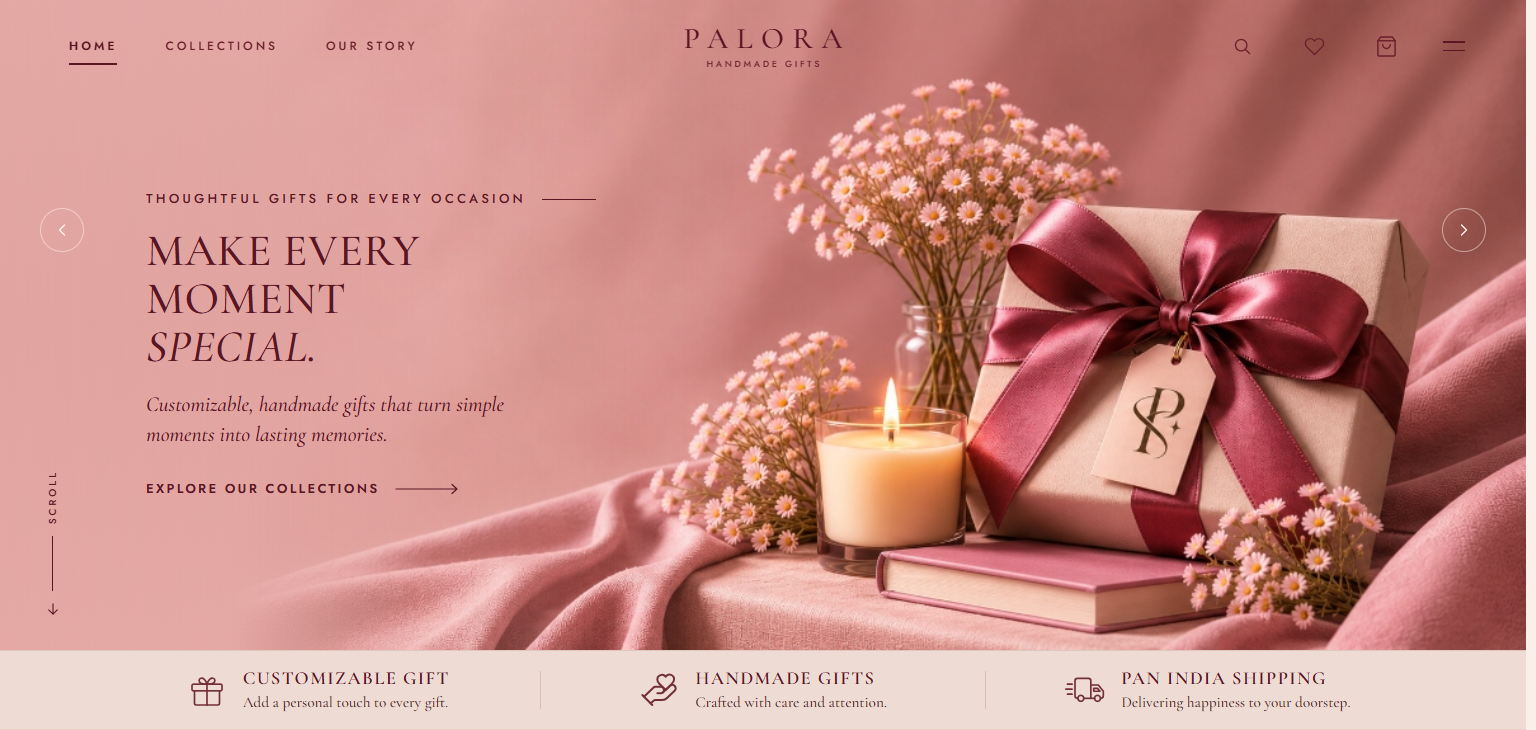 HOME
COLLECTIONS
OUR STORY
PALORA
HANDMADE GIFTS
THOUGHTFUL GIFTS FOR EVERY OCCASION
MAKE EVERY
MOMENT
SPECIAL.
Customizable, handmade gifts that turn simple
moments into lasting memories.
EXPLORE OUR COLLECTIONS
SCROLL
CUSTOMIZABLE GIFT
Add a personal touch to every gift.
HANDMADE GIFTS
Crafted with care and attention.
PAN INDIA SHIPPING
Delivering happiness to your doorstep.